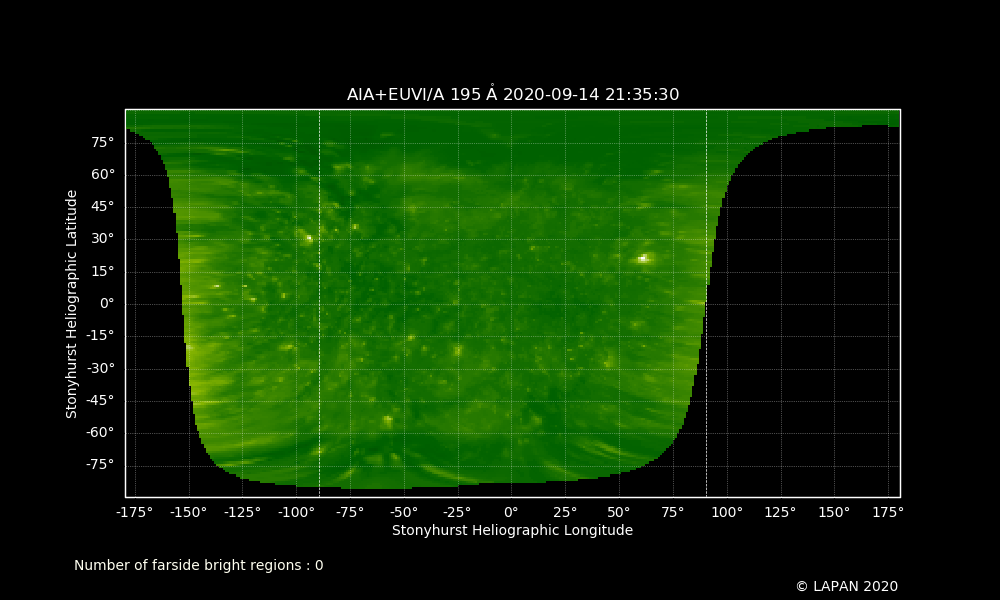 AIA+EUVI/A 195 Å 2020-09-14 21:35:30
75°
60°
45°
30°
15°
0°
-15°
-30°
-45°
-60°
-75°
Stonyhurst Heliographic Latitude
-175° -150° -125° -100° -75° -50° -25° 0° 25° 50° 75° 100° 125° 150° 175°
Stonyhurst Heliographic Longitude
Number of farside bright regions : 0
© LAPAN 2020